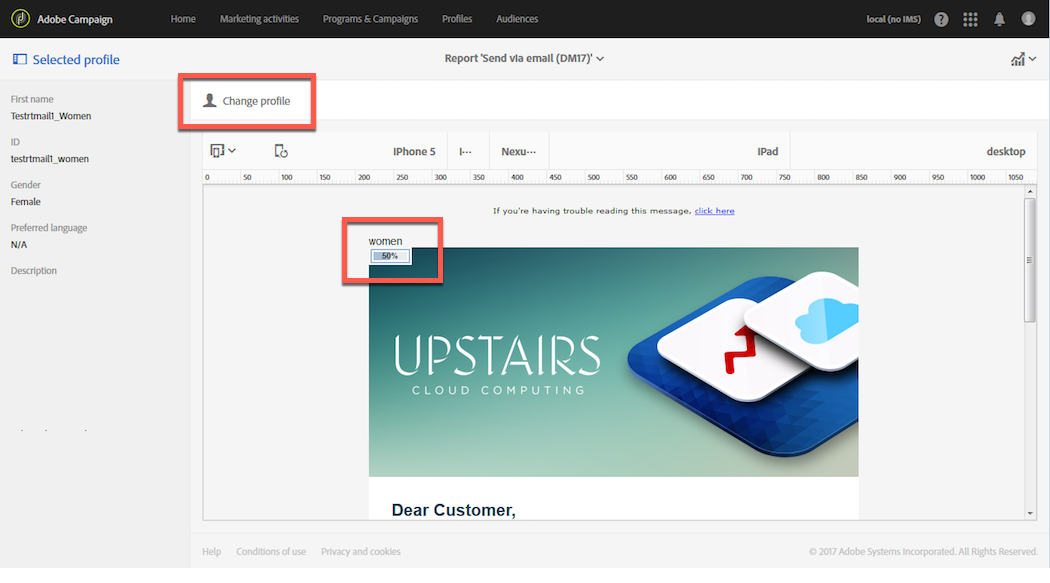 Adobe Campaign Home Marketing activities Programs & Campaigns Profiles Audiences local (no IMS) ?
Selected profile
Report 'Send via email (DM17)'
First name
Testrtmail1_Women
ID
testrtmail1_women
Gender
Female
Preferred language
N/A
Description
Change profile
IPhone 5 I··· Nexu··· IPad desktop
0 50 100 150 200 250 300 350 400 450 500 550 600 650 700 750 800 850 900 950 1000 1050
If you're having trouble reading this message, click here
women
50%
UPSTAIRS
CLOUD COMPUTING
Dear Customer,
Help Conditions of use Privacy and cookies © 2017 Adobe Systems Incorporated. All Rights Reserved.